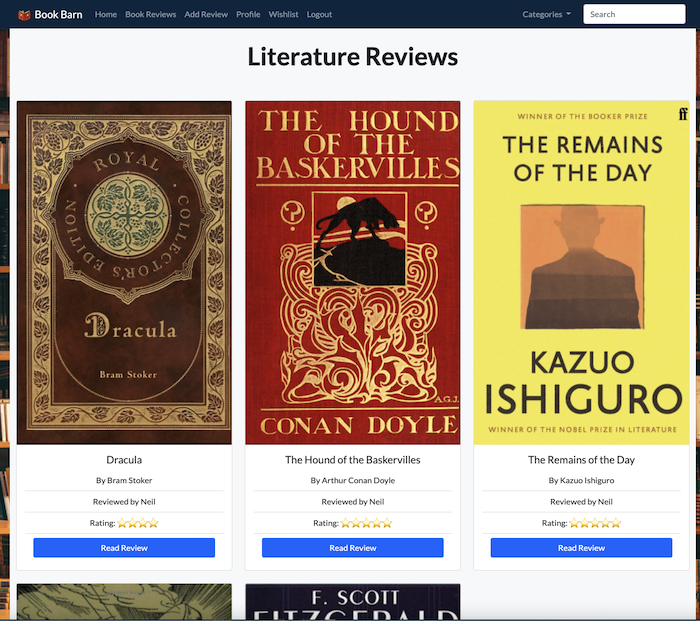 Book Barn Home Book Reviews Add Review Profile Wishlist Logout Categories Search
Literature Reviews
ROYAL COLLECTOR'S EDITION
Dracula
Bram Stoker
THE HOUND
OF THE
BASKERVILLES
? ?
A.G.J.
CONAN DOYLE
WINNER OF THE BOOKER PRIZE ff
THE REMAINS
OF THE DAY
KAZUO
ISHIGURO
WINNER OF THE NOBEL PRIZE IN LITERATURE
Dracula
By Bram Stoker
Reviewed by Neil
Rating:
Read Review
The Hound of the Baskervilles
By Arthur Conan Doyle
Reviewed by Neil
Rating:
Read Review
The Remains of the Day
By Kazuo Ishiguro
Reviewed by Neil
Rating:
Read Review
F. SCOTT
FITZGERALD